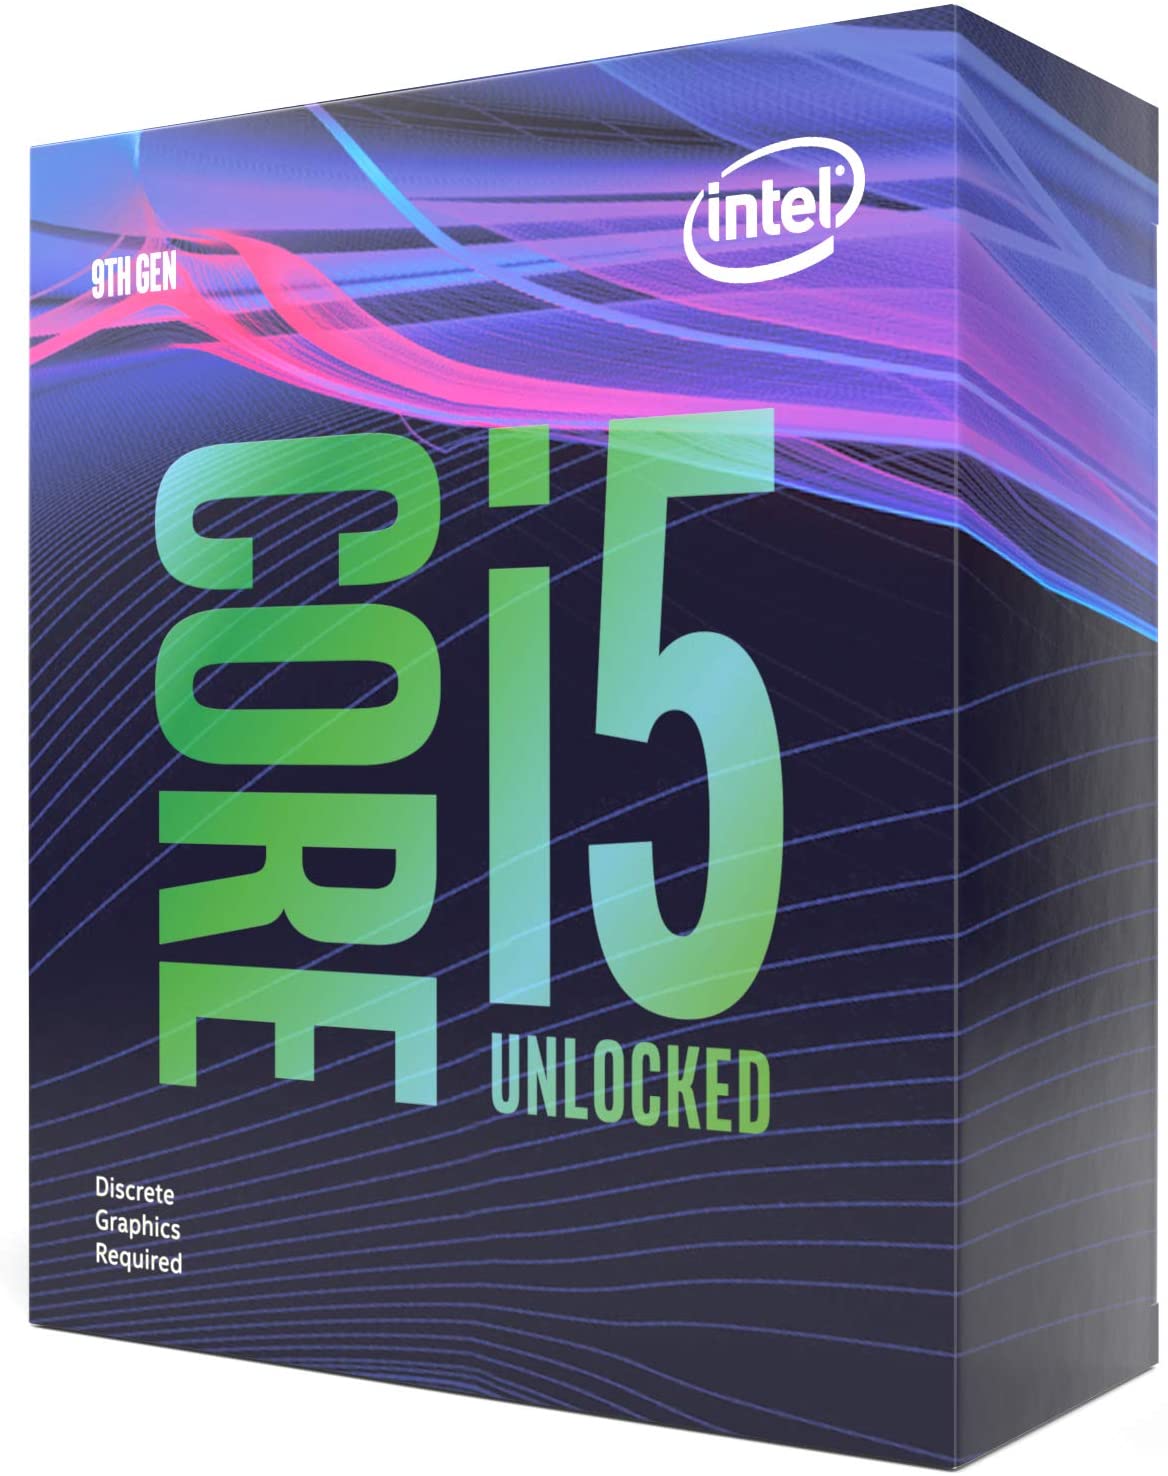 intel
9TH GEN
CORE
i5
UNLOCKED
Discrete
Graphics
Required